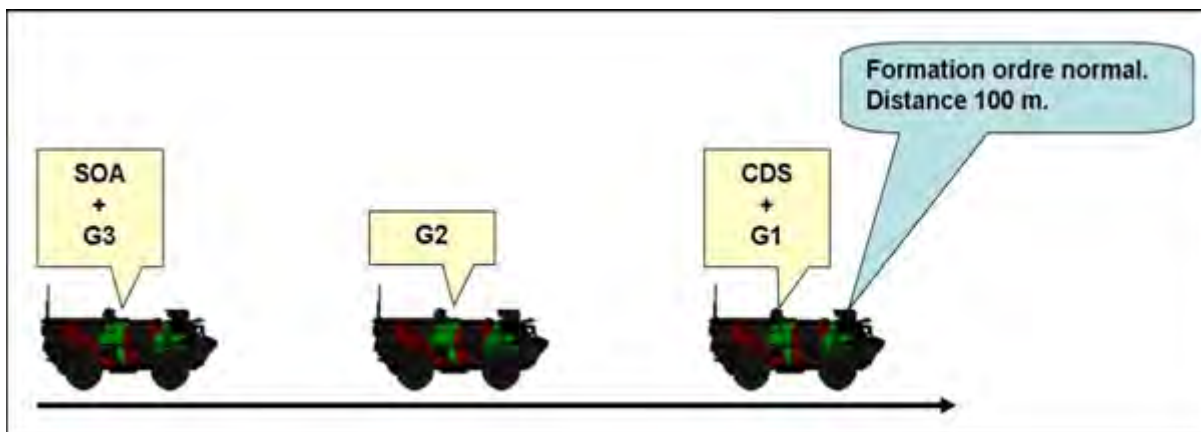 Formation ordre normal.
Distance 100 m.
SOA
+
G3
G2
CDS
+
G1